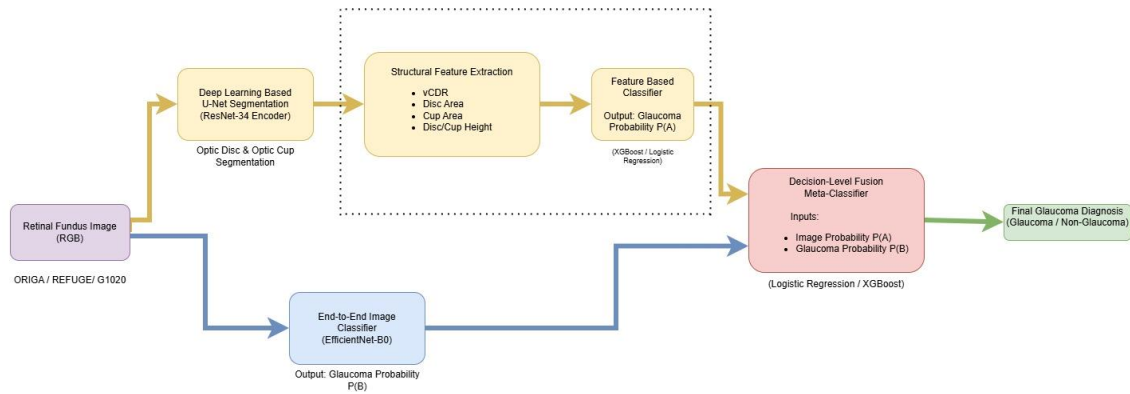 Retinal Fundus Image
(RGB)
ORIGA / REFUGE/ G1020
Deep Learning Based
U-Net Segmentation
(ResNet-34 Encoder)
Optic Disc & Optic Cup
Segmentation
Structural Feature Extraction
• vCDR
• Disc Area
• Cup Area
• Disc/Cup Height
Feature Based
Classifier
Output: Glaucoma
Probability P(A)
(XGBoost / Logistic
Regression)
End-to-End Image
Classifier
(EfficientNet-B0)
Output: Glaucoma Probability
P(B)
Decision-Level Fusion
Meta-Classifier
Inputs:
• Image Probability P(A)
• Glaucoma Probability P(B)
(Logistic Regression / XGBoost)
Final Glaucoma Diagnosis
(Glaucoma / Non-Glaucoma)